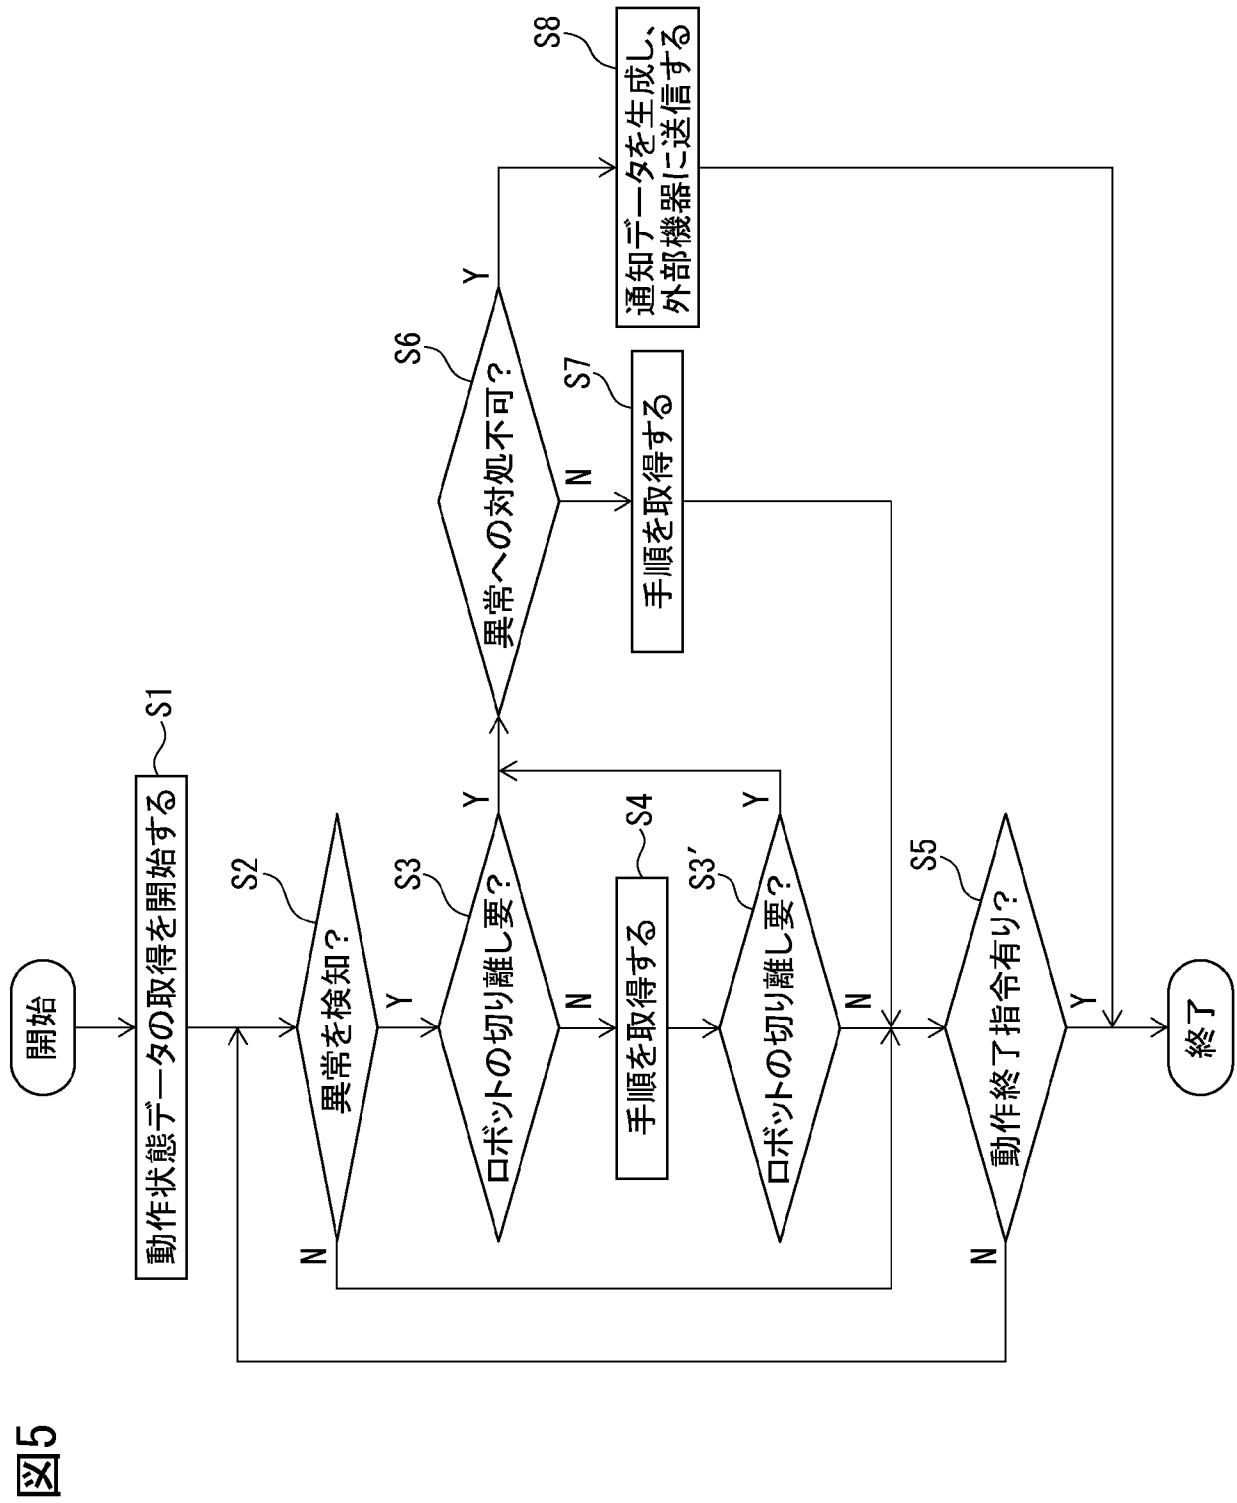 図5
開始
S1
動作状態データの取得を開始する
S2
異常を検知？
Y
N
S3
ロボットの切り離し要？
Y
N
S4
手順を取得する
S3′
ロボットの切り離し要？
Y
N
S5
動作終了指令有り？
Y
N
終了
S6
異常への対処不可？
Y
N
S7
手順を取得する
S8
通知データを生成し、
外部機器に送信する